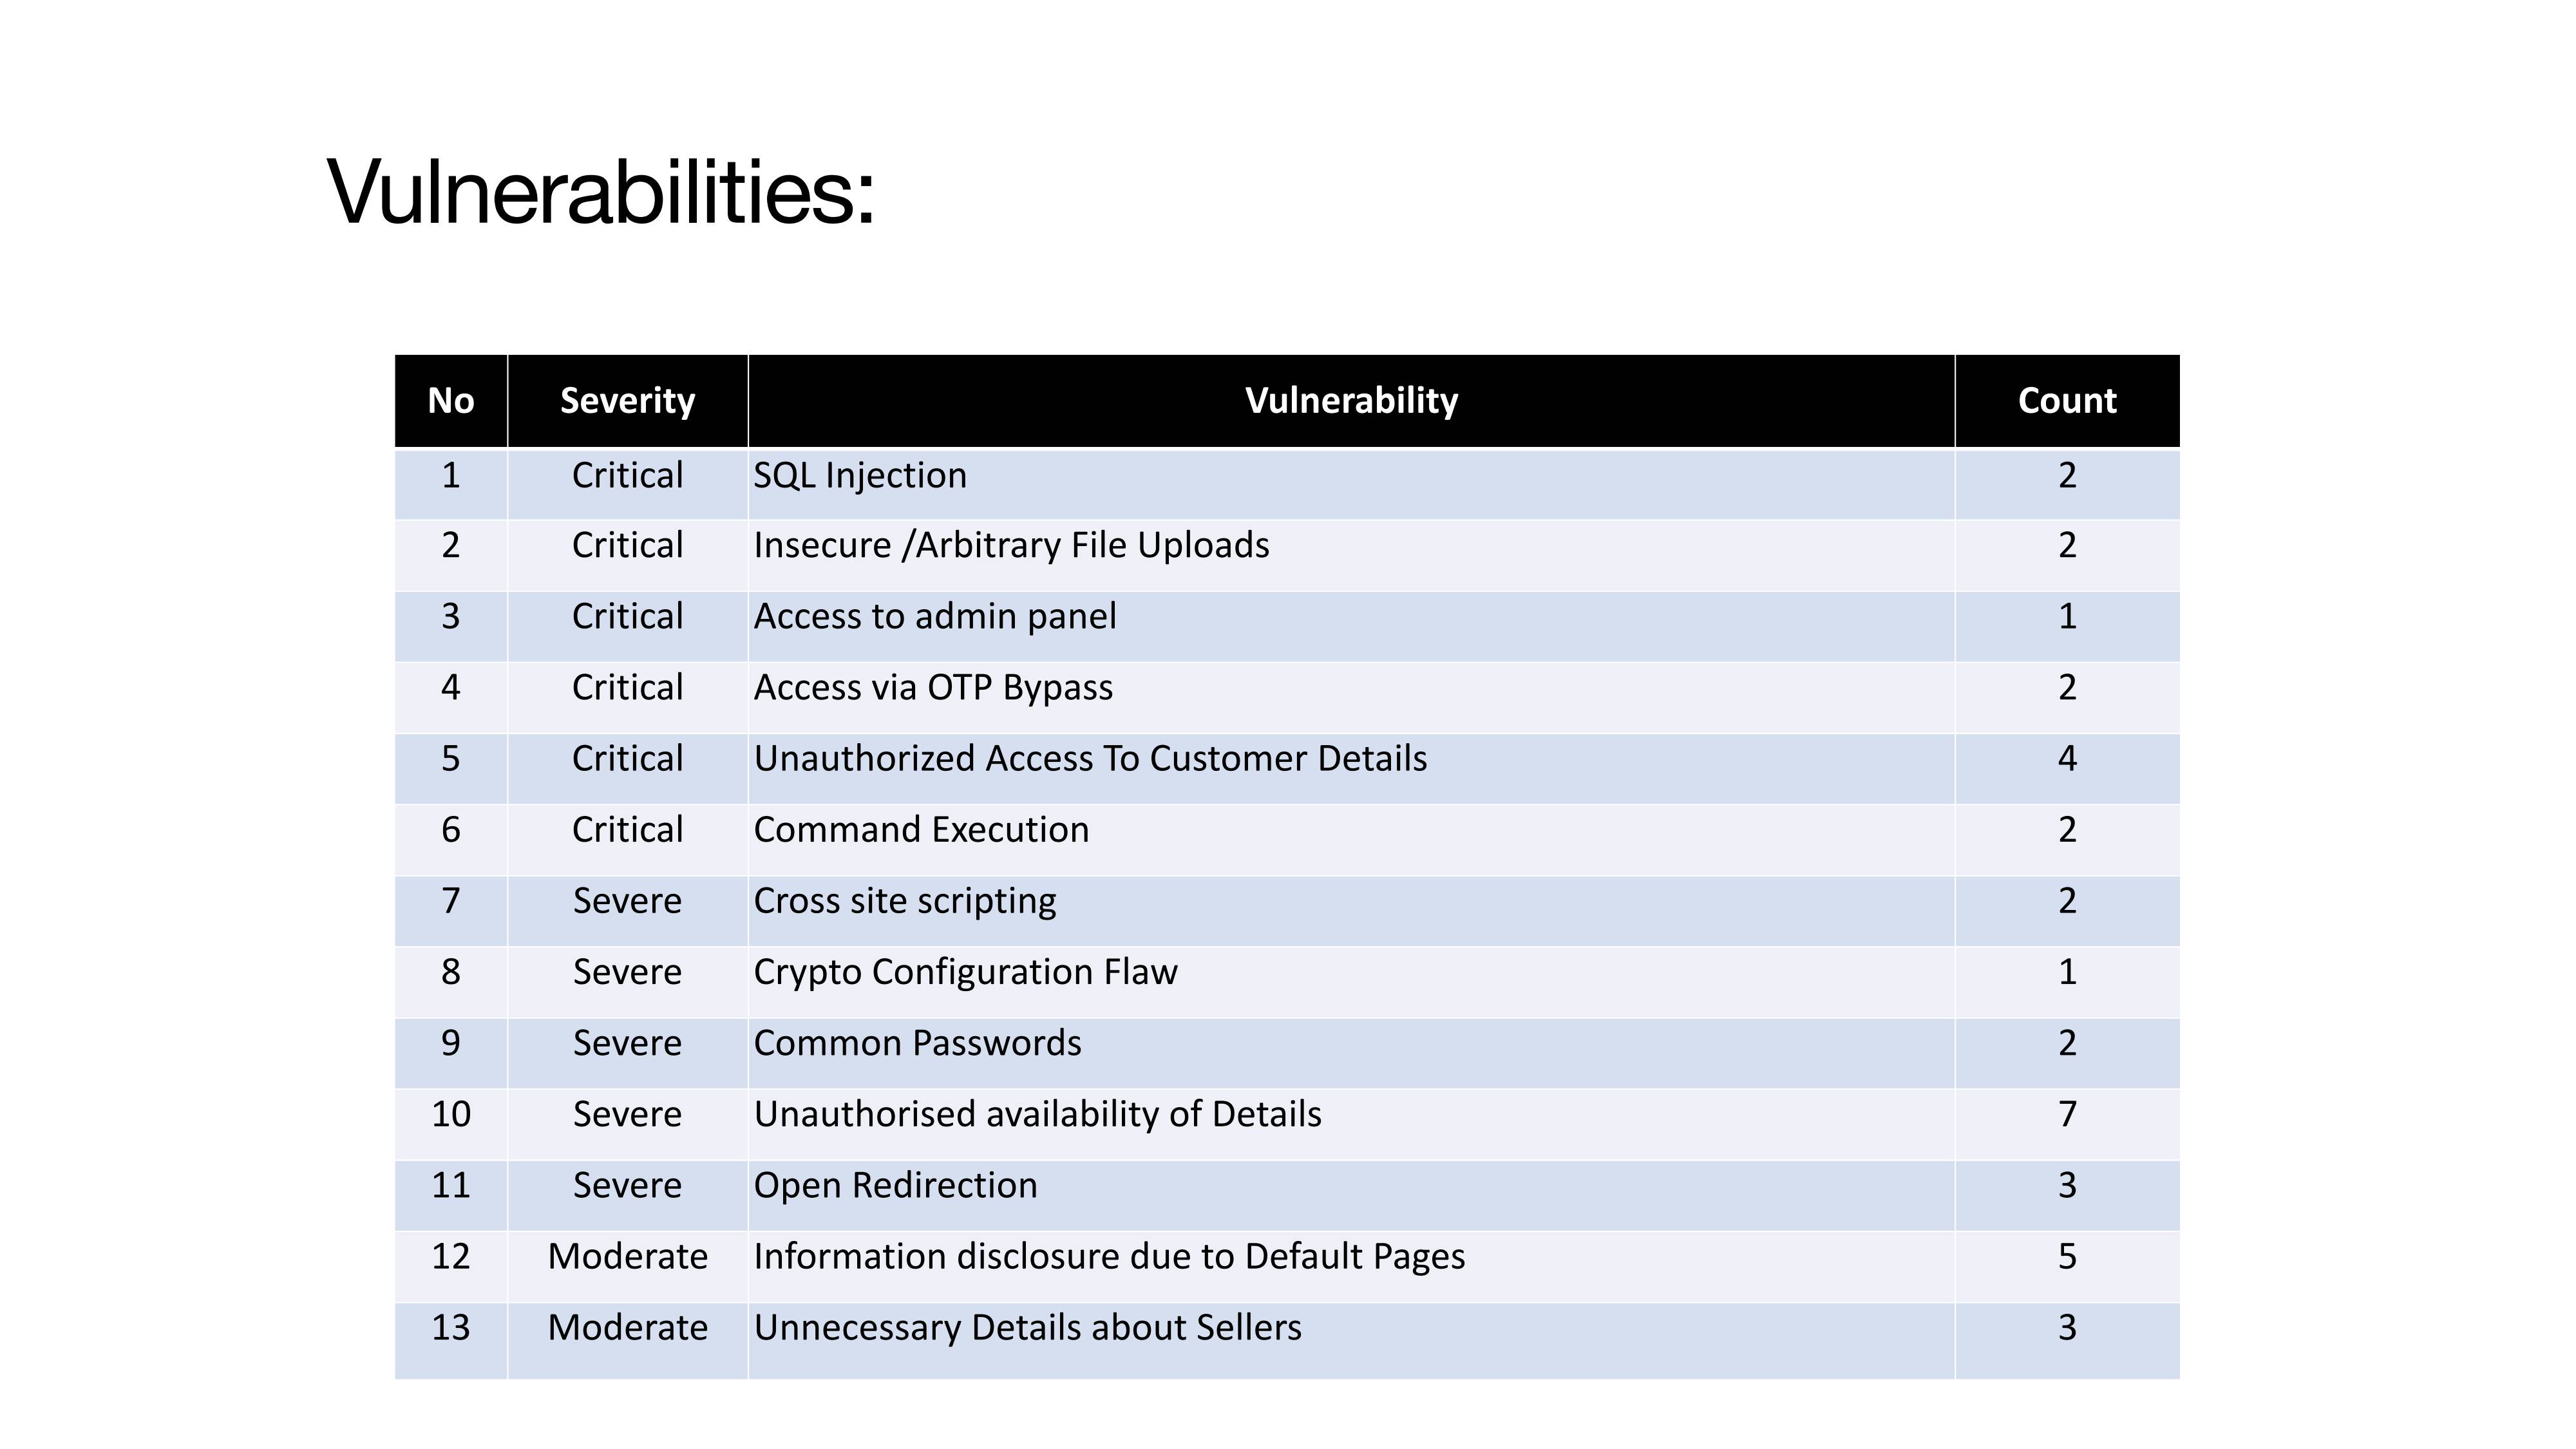 Vulnerabilities:
No Severity Vulnerability Count
1 Critical SQL Injection 2
2 Critical Insecure /Arbitrary File Uploads 2
3 Critical Access to admin panel 1
4 Critical Access via OTP Bypass 2
5 Critical Unauthorized Access To Customer Details 4
6 Critical Command Execution 2
7 Severe Cross site scripting 2
8 Severe Crypto Configuration Flaw 1
9 Severe Common Passwords 2
10 Severe Unauthorised availability of Details 7
11 Severe Open Redirection 3
12 Moderate Information disclosure due to Default Pages 5
13 Moderate Unnecessary Details about Sellers 3